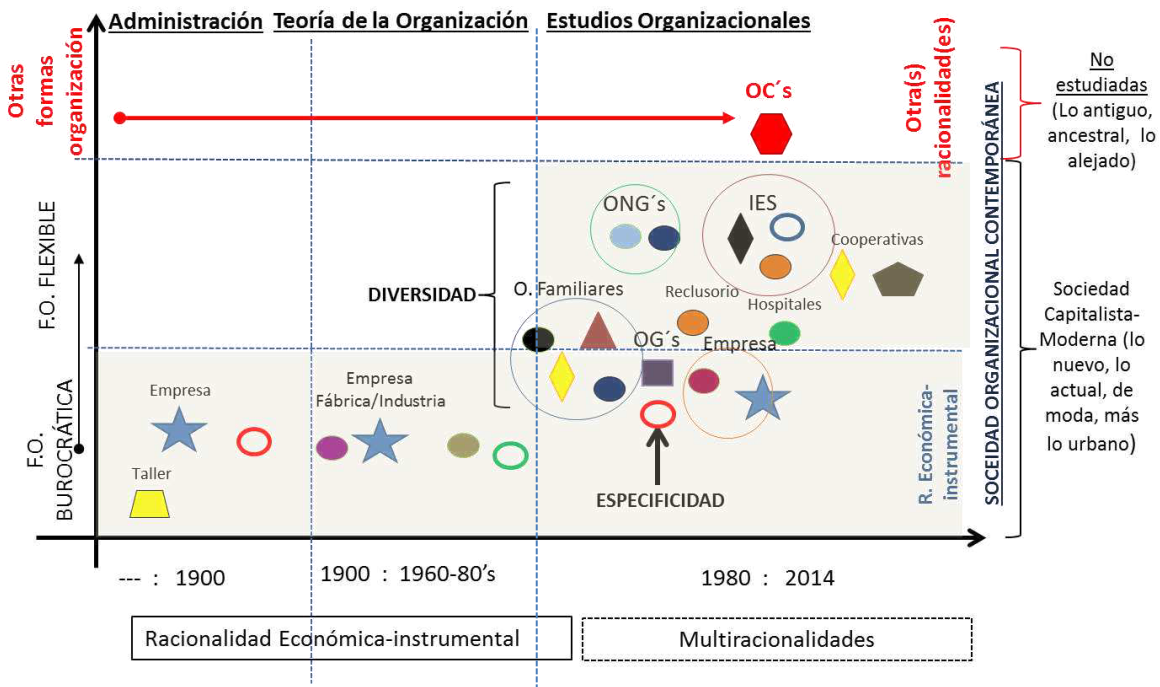 Administración
Teoría de la Organización
Estudios Organizacionales
Otras
formas
organización
OC´s
Otra(s)
racionalidad(es)
No
estudiadas
(Lo antiguo,
ancestral, lo
alejado)
F.O. FLEXIBLE
DIVERSIDAD
ONG´s
IES
Cooperativas
O. Familiares
Reclusorio
Hospitales
OG´s
Empresa
SOCEIDAD ORGANIZACIONAL CONTEMPORÁNEA
Sociedad
Capitalista-
Moderna (lo
nuevo, lo
actual, de
moda, más
lo urbano)
F.O.
BUROCRÁTICA
Empresa
Taller
Empresa
Fábrica/Industria
ESPECIFICIDAD
R. Económica-
instrumental
--- : 1900
1900 : 1960-80's
1980 : 2014
Racionalidad Económica-instrumental
Multiracionalidades